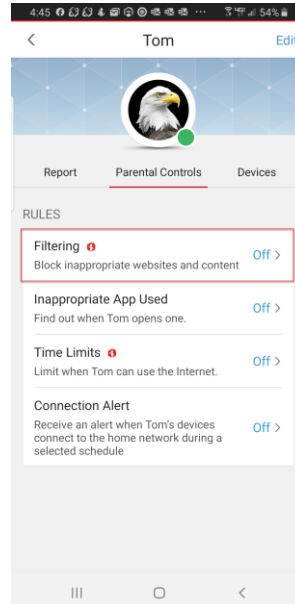 4:45 54%
Tom
Edi
Report Parental Controls Devices
RULES
Filtering
Block inappropriate websites and content
Off >
Inappropriate App Used
Find out when Tom opens one.
Off >
Time Limits
Limit when Tom can use the Internet.
Off >
Connection Alert
Receive an alert when Tom's devices
connect to the home network during a
selected schedule
Off >